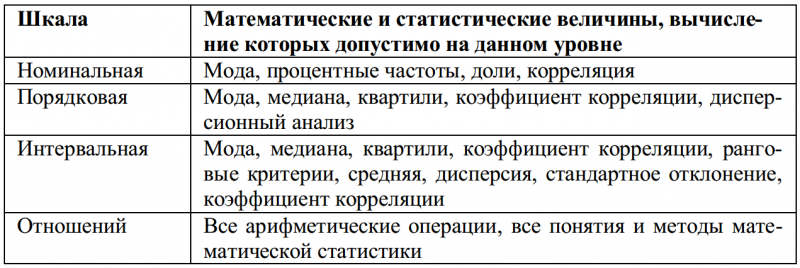 Шкала
Математические и статистические величины, вычисле-
ние которых допустимо на данном уровне
Номинальная
Мода, процентные частоты, доли, корреляция
Порядковая
Мода, медиана, квартили, коэффициент корреляции, диспер-
сионный анализ
Интервальная
Мода, медиана, квартили, коэффициент корреляции, ранго-
вые критерии, средняя, дисперсия, стандартное отклонение,
коэффициент корреляции
Отношений
Все арифметические операции, все понятия и методы мате-
матической статистики